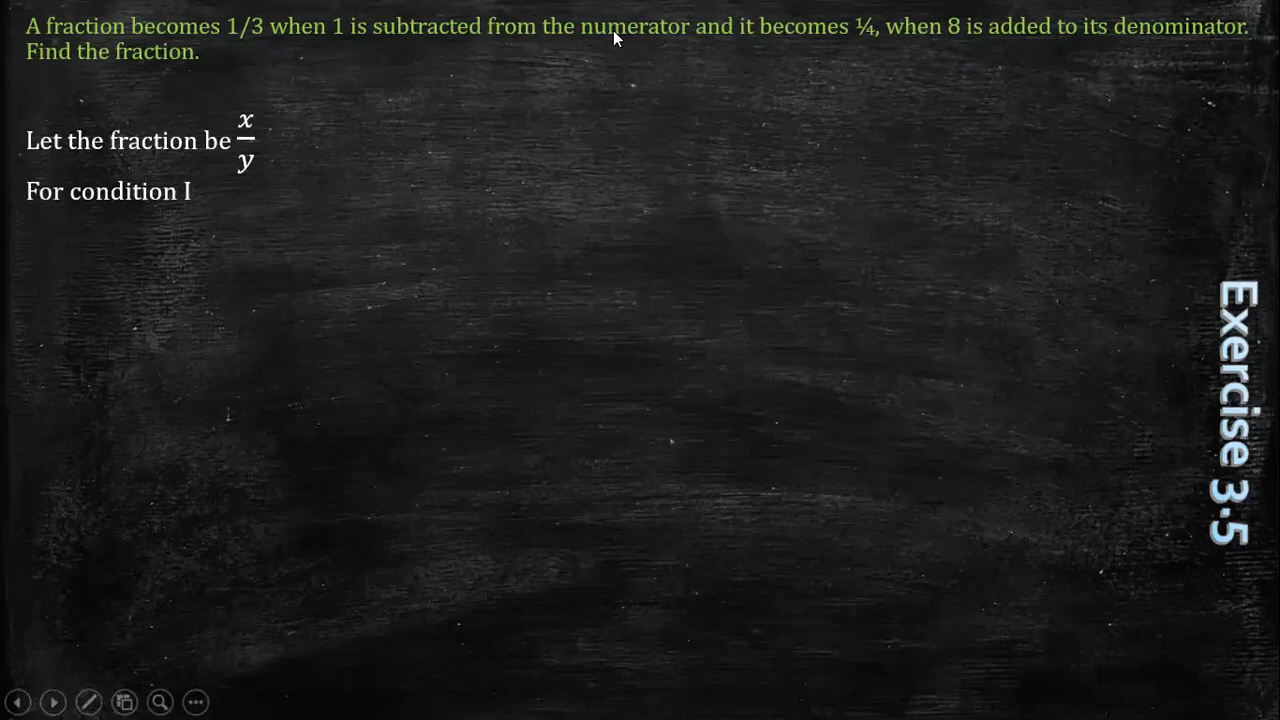 A fraction becomes 1/3 when 1 is subtracted from the numerator and it becomes ¼, when 8 is added to its denominator.
Find the fraction.
Let the fraction be x/y
For condition I
Exercise 3.5